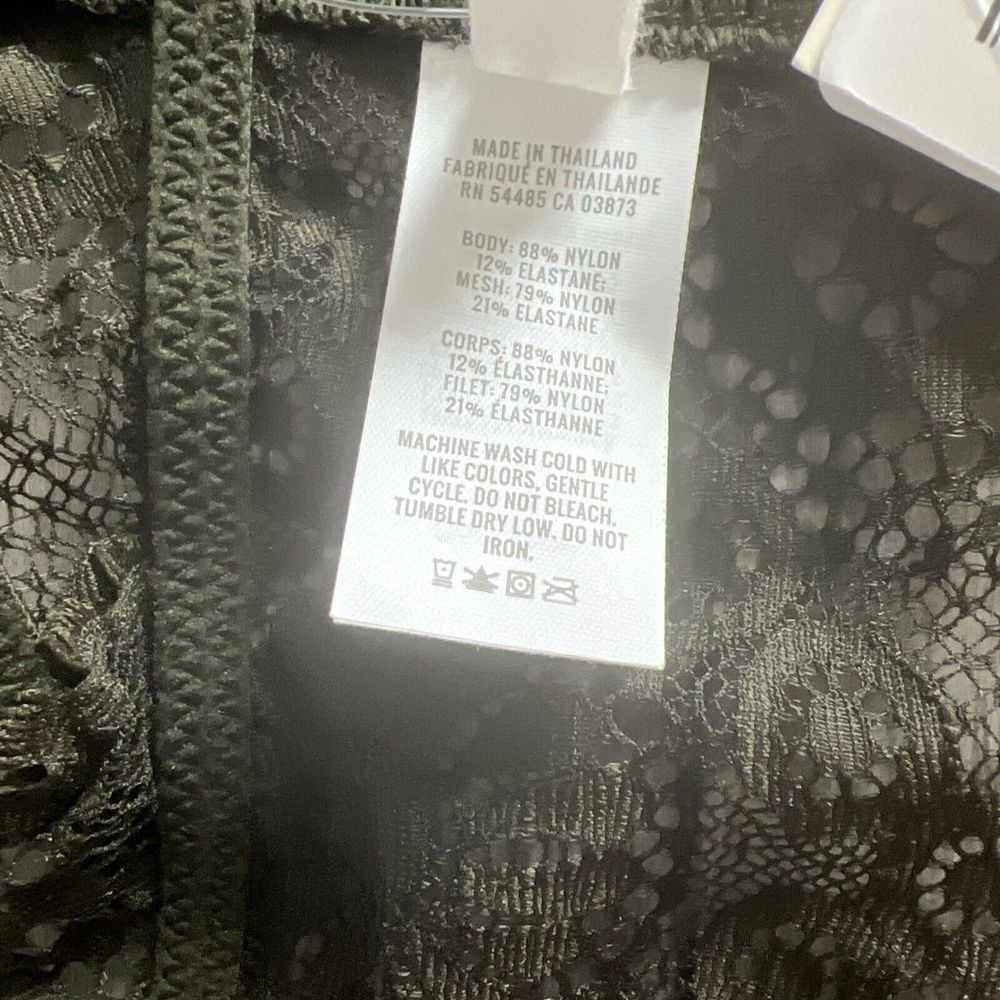 MADE IN THAILAND
FABRIQUÉ EN THAILANDE
RN 54485 CA 03873
BODY: 88% NYLON
12% ELASTANE;
MESH: 79% NYLON
21% ELASTANE
CORPS: 88% NYLON
12% ÉLASTHANNE;
FILET: 79% NYLON
21% ÉLASTHANNE
MACHINE WASH COLD WITH
LIKE COLORS, GENTLE
CYCLE. DO NOT BLEACH.
TUMBLE DRY LOW. DO NOT
IRON.